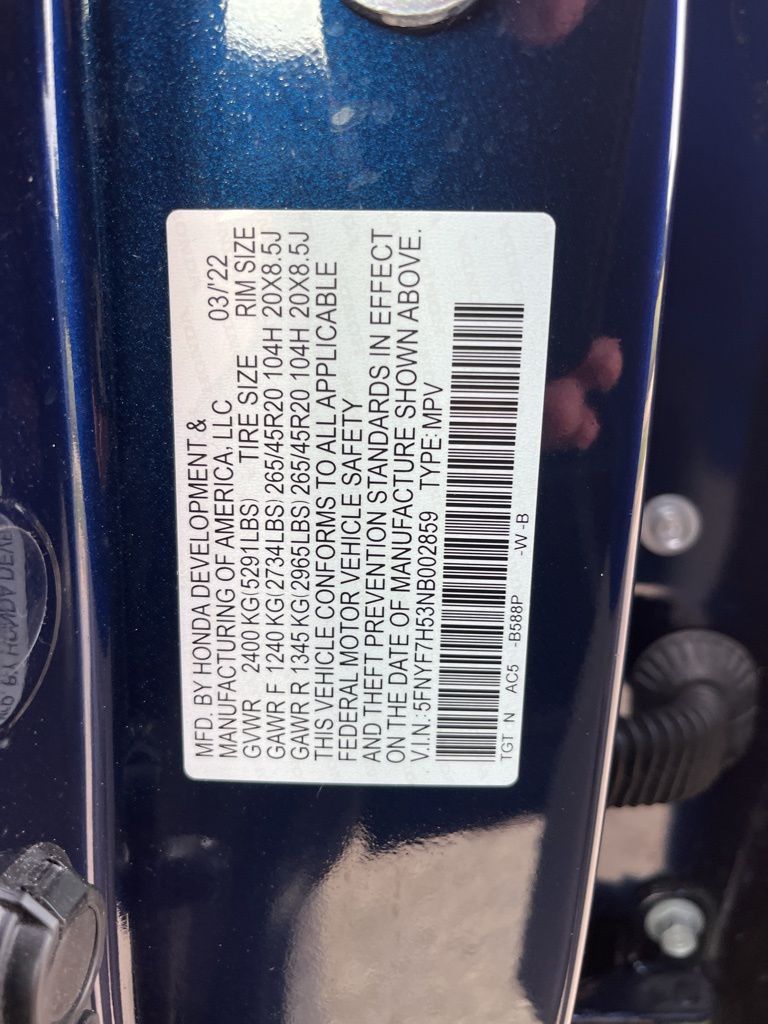 MFD. BY HONDA DEVELOPMENT &
MANUFACTURING OF AMERICA, LLC 03/'22
GVWR 2400 KG(5291LBS) TIRE SIZE RIM SIZE
GAWR F 1240 KG(2734LBS) 265/45R20 104H 20X8.5J
GAWR R 1345 KG(2965LBS) 265/45R20 104H 20X8.5J
THIS VEHICLE CONFORMS TO ALL APPLICABLE
FEDERAL MOTOR VEHICLE SAFETY
AND THEFT PREVENTION STANDARDS IN EFFECT
ON THE DATE OF MANUFACTURE SHOWN ABOVE.
V.I.N.:5FNYF7H53NB002859 TYPE:MPV
TGT N AC5 -B588P -W -B